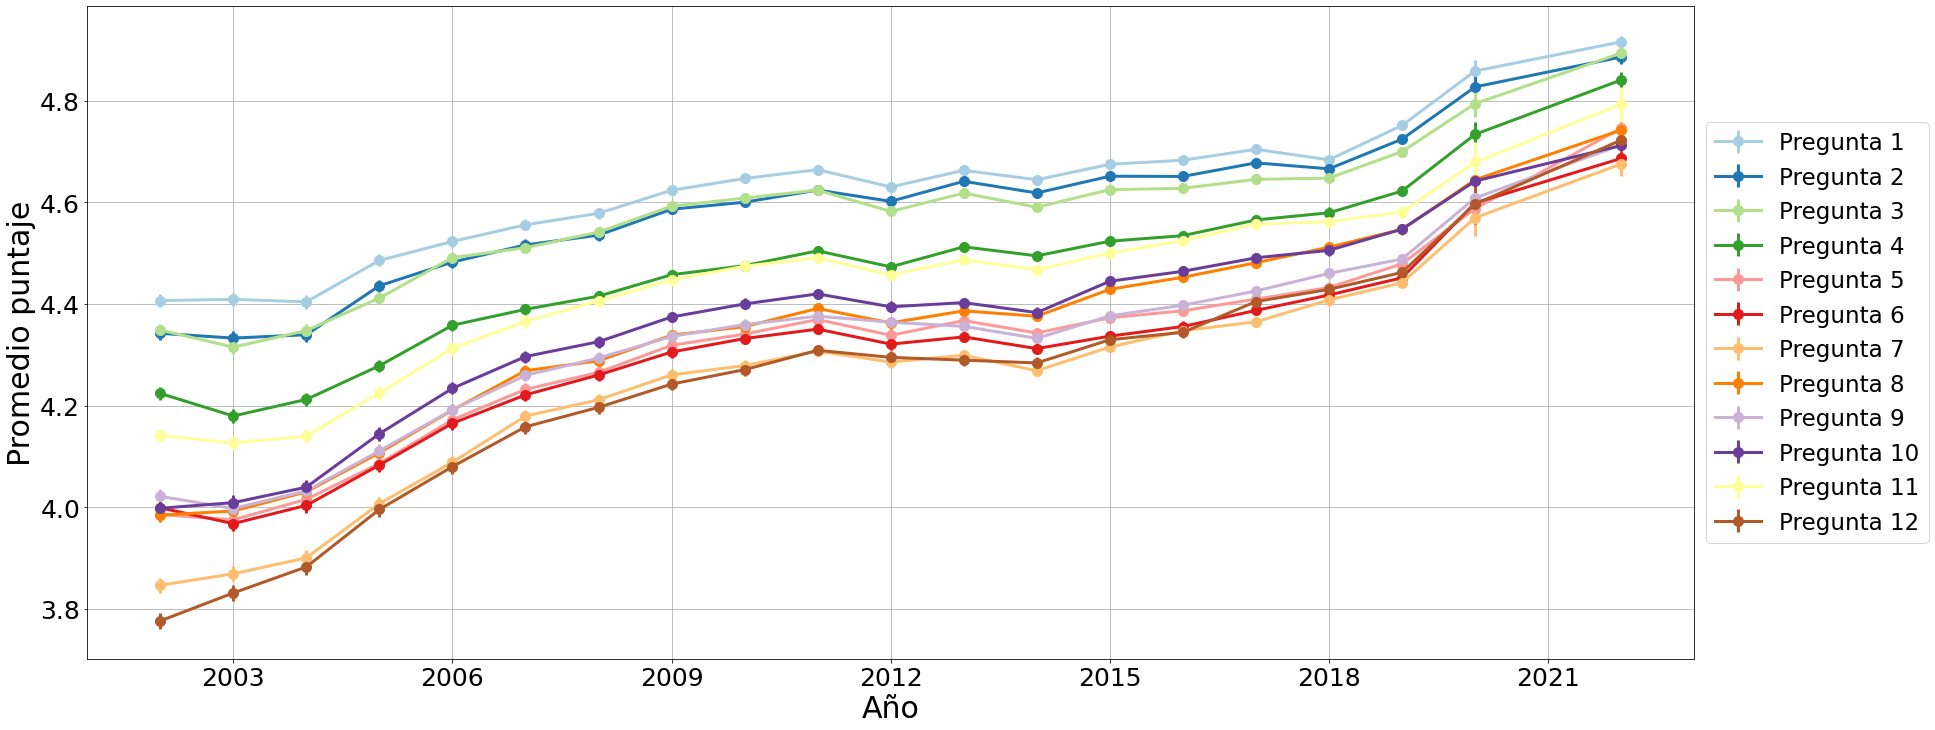 Promedio puntaje
4.8
4.6
4.4
4.2
4.0
3.8
2003 2006 2009 2012 2015 2018 2021
Año
Pregunta 1
Pregunta 2
Pregunta 3
Pregunta 4
Pregunta 5
Pregunta 6
Pregunta 7
Pregunta 8
Pregunta 9
Pregunta 10
Pregunta 11
Pregunta 12